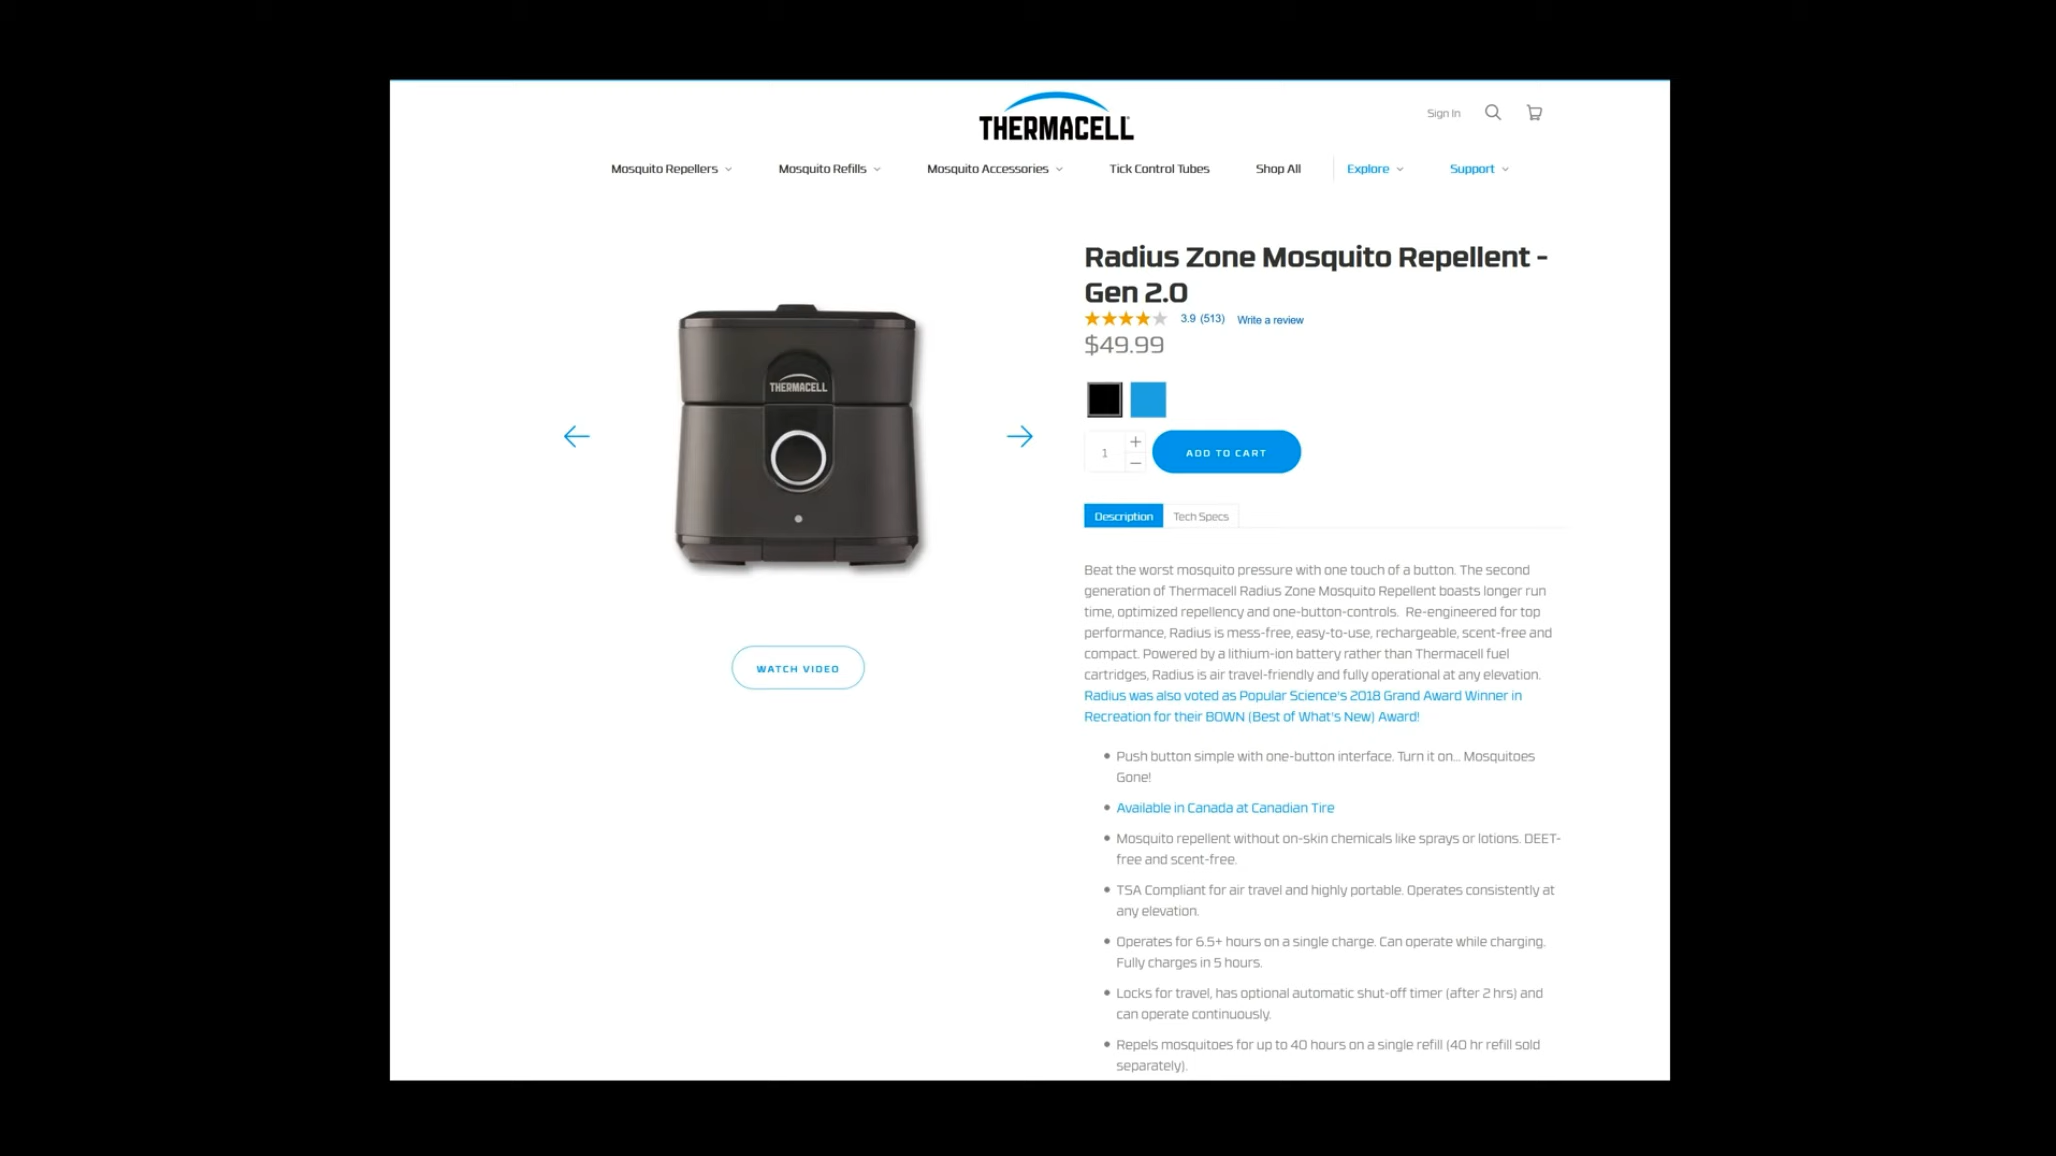 THERMACELL
Sign In
Mosquito Repellers
Mosquito Refills
Mosquito Accessories
Tick Control Tubes
Shop All
Explore
Support
THERMACELL
WATCH VIDEO
Radius Zone Mosquito Repellent -
Gen 2.0
3.9 (513) Write a review
$49.99
1 + −
ADD TO CART
Description
Tech Specs
Beat the worst mosquito pressure with one touch of a button. The second
generation of Thermacell Radius Zone Mosquito Repellent boasts longer run
time, optimized repellency and one-button-controls. Re-engineered for top
performance, Radius is mess-free, easy-to-use, rechargeable, scent-free and
compact. Powered by a lithium-ion battery rather than Thermacell fuel
cartridges, Radius is air travel-friendly and fully operational at any elevation.
Radius was also voted as Popular Science's 2018 Grand Award Winner in
Recreation for their BOWN (Best of What's New) Award!
• Push button simple with one-button interface. Turn it on... Mosquitoes
Gone!
• Available in Canada at Canadian Tire
• Mosquito repellent without on-skin chemicals like sprays or lotions. DEET-
free and scent-free.
• TSA Compliant for air travel and highly portable. Operates consistently at
any elevation.
• Operates for 6.5+ hours on a single charge. Can operate while charging.
Fully charges in 5 hours.
• Locks for travel, has optional automatic shut-off timer (after 2 hrs) and
can operate continuously.
• Repels mosquitoes for up to 40 hours on a single refill (40 hr refill sold
separately).